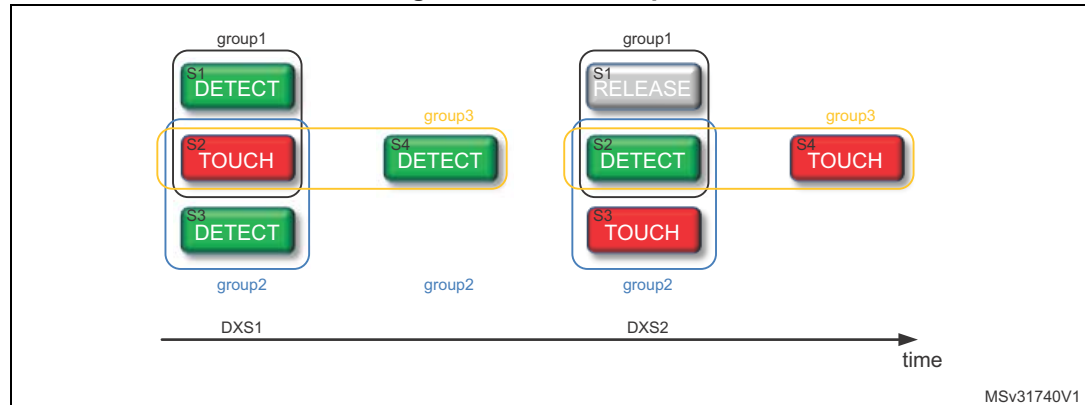 group1
group1
S1
DETECT
S1
RELEASE
group3
group3
S2
TOUCH
S4
DETECT
S2
DETECT
S4
TOUCH
S3
DETECT
S3
TOUCH
group2
group2
group2
DXS1
DXS2
time
MSv31740V1